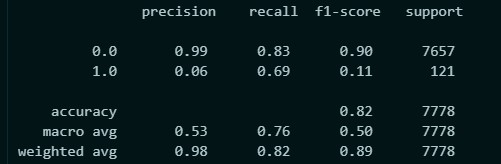 precision recall f1-score support
0.0 0.99 0.83 0.90 7657
1.0 0.06 0.69 0.11 121
accuracy 0.82 7778
macro avg 0.53 0.76 0.50 7778
weighted avg 0.98 0.82 0.89 7778